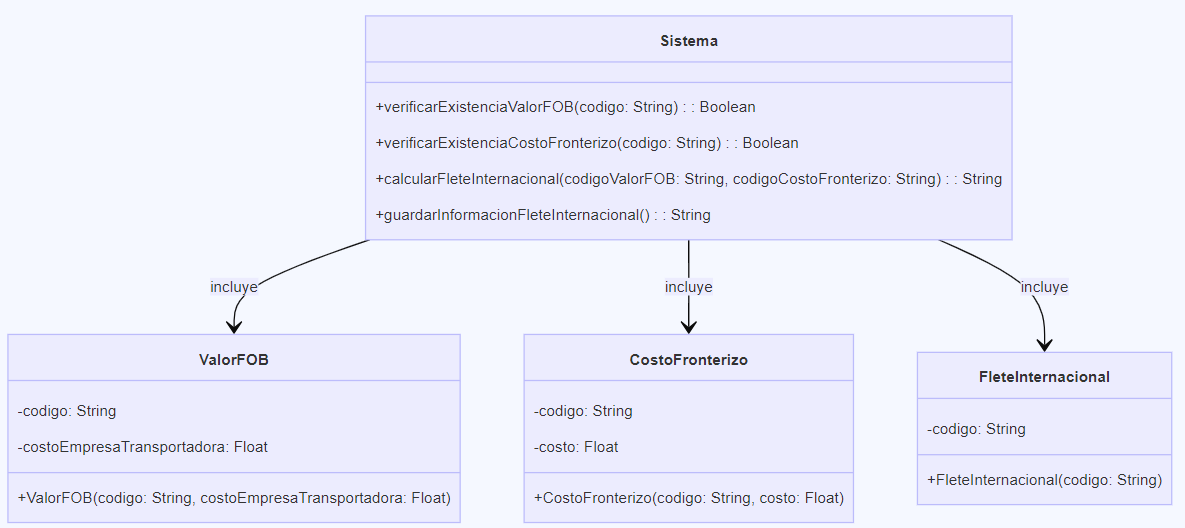 Sistema
+verificarExistenciaValorFOB(codigo: String) : : Boolean
+verificarExistenciaCostoFronterizo(codigo: String) : : Boolean
+calcularFleteInternacional(codigoValorFOB: String, codigoCostoFronterizo: String) : : String
+guardarInformacionFleteInternacional() : : String
incluye
incluye
incluye
ValorFOB
-codigo: String
-costoEmpresaTransportadora: Float
+ValorFOB(codigo: String, costoEmpresaTransportadora: Float)
CostoFronterizo
-codigo: String
-costo: Float
+CostoFronterizo(codigo: String, costo: Float)
FleteInternacional
-codigo: String
+FleteInternacional(codigo: String)